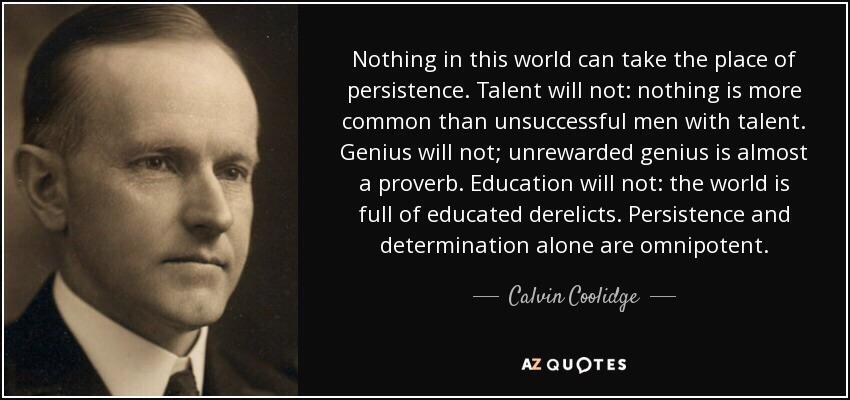 Nothing in this world can take the place of
persistence. Talent will not: nothing is more
common than unsuccessful men with talent.
Genius will not; unrewarded genius is almost
a proverb. Education will not: the world is
full of educated derelicts. Persistence and
determination alone are omnipotent.
Calvin Coolidge
AZ QUOTES